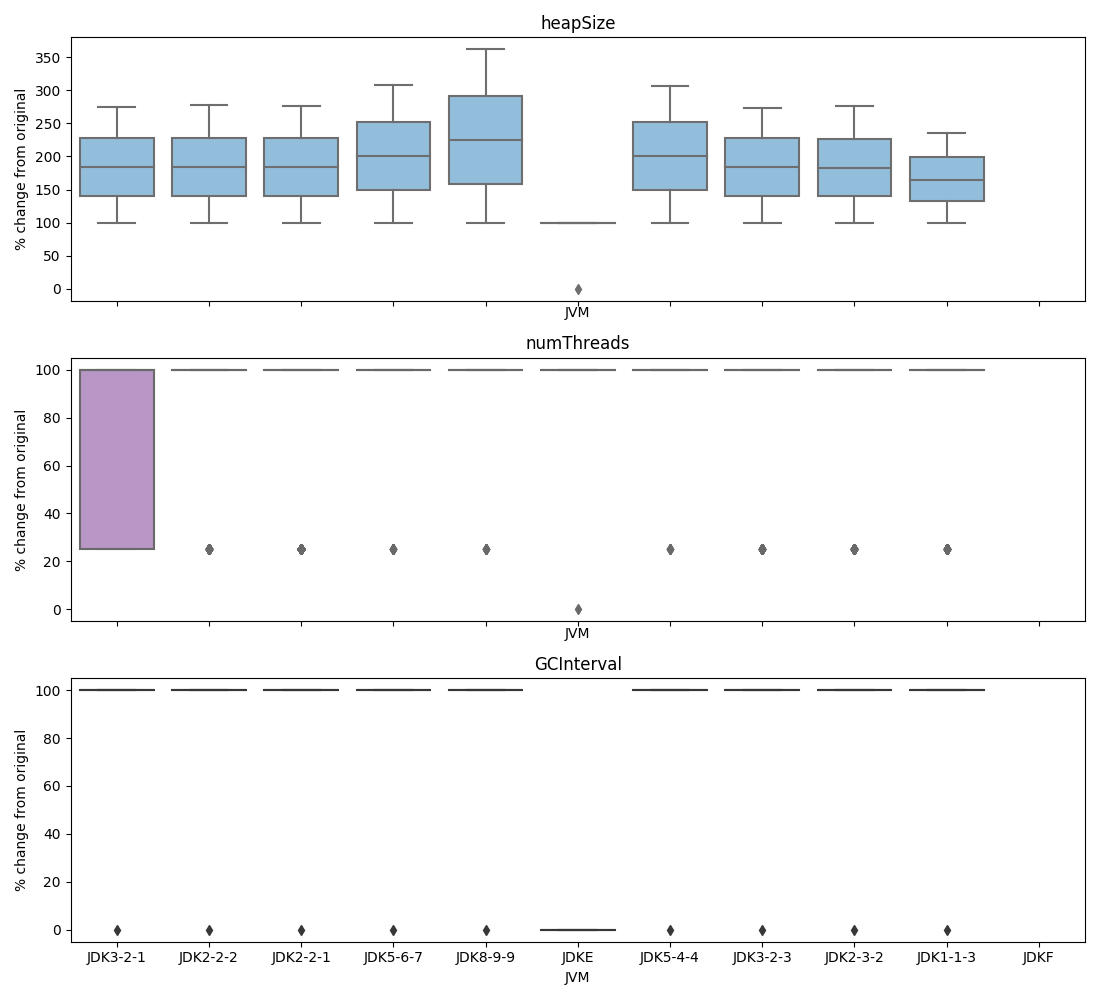 heapSize
% change from original
350
300
250
200
150
100
50
0
JVM
numThreads
% change from original
100
80
60
40
20
0
JVM
GCInterval
% change from original
100
80
60
40
20
0
JDK3-2-1 JDK2-2-2 JDK2-2-1 JDK5-6-7 JDK8-9-9 JDKE JDK5-4-4 JDK3-2-3 JDK2-3-2 JDK1-1-3 JDKF
JVM